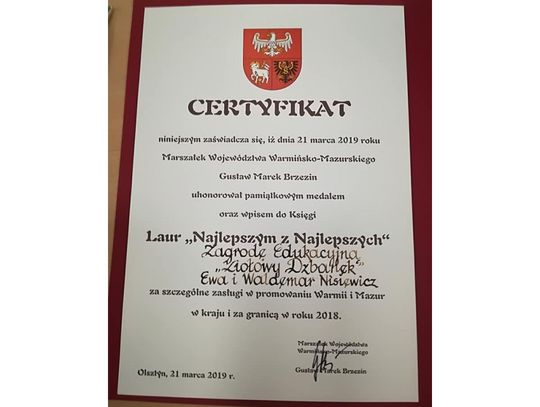 CERTYFIKAT
niniejszym zaświadcza się, iż dnia 21 marca 2019 roku
Marszałek Województwa Warmińsko-Mazurskiego
Gustaw Marek Brzezin
uhonorował pamiątkowym medalem
oraz wpisem do Księgi
Laur „Najlepszym z Najlepszych“
Zagrodę Edukacyjną
„Ziołowy Dzbanek”
Ewa i Waldemar Nisiewicz
za szczególne zasługi w promowaniu Warmii i Mazur
w kraju i za granicą w roku 2018.
Marszałek Województwa
Warmińsko-Mazurskiego
Gustaw Marek Brzezin
Olsztyn, 21 marca 2019 r.